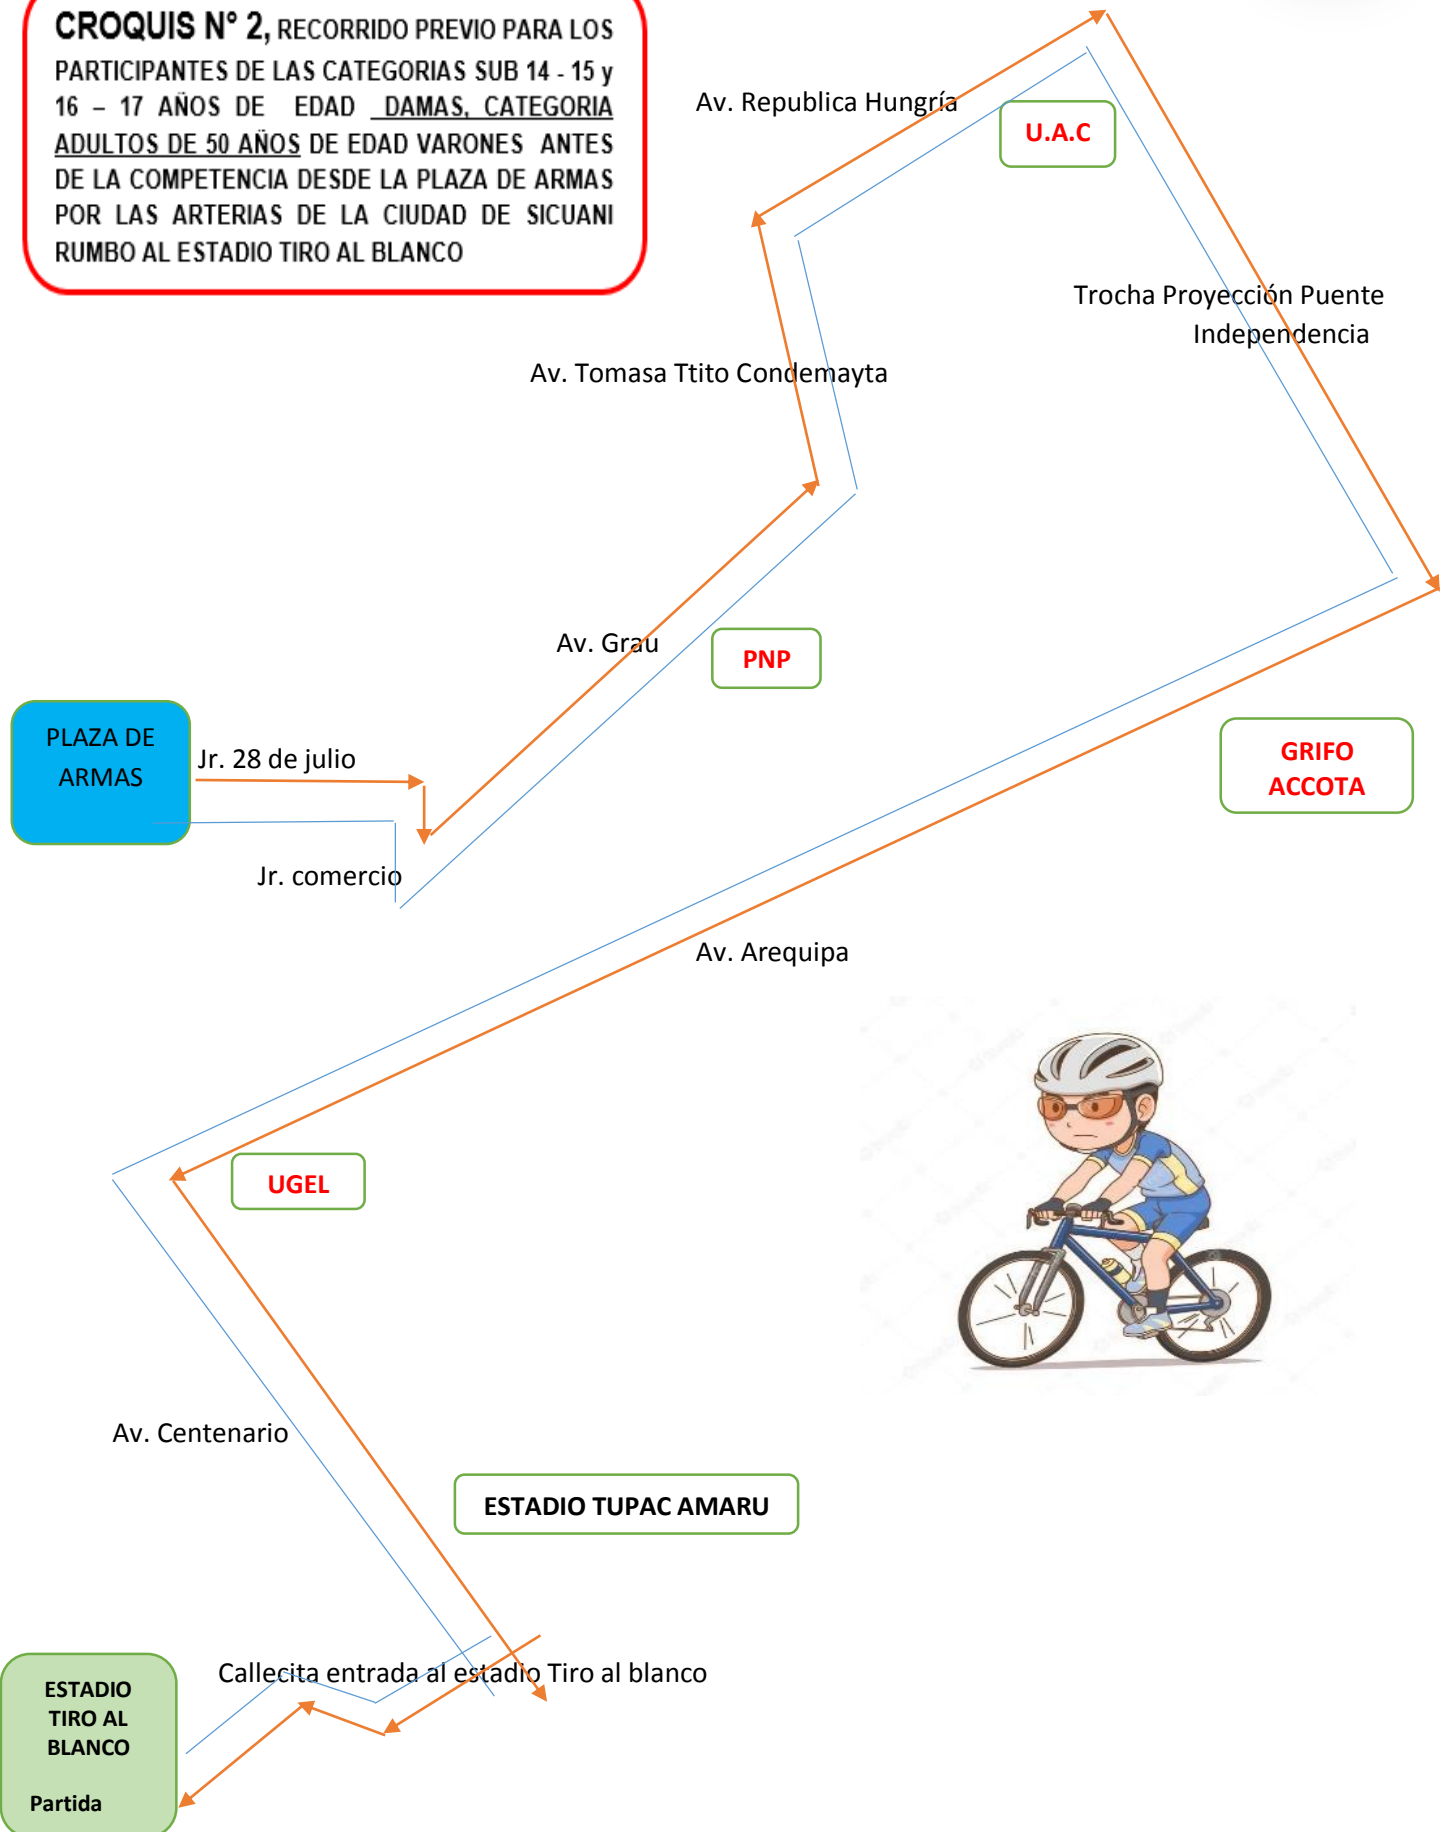 CROQUIS N° 2, RECORRIDO PREVIO PARA LOS
PARTICIPANTES DE LAS CATEGORIAS SUB 14 - 15 y
16 – 17 AÑOS DE EDAD DAMAS, CATEGORIA
ADULTOS DE 50 AÑOS DE EDAD VARONES ANTES
DE LA COMPETENCIA DESDE LA PLAZA DE ARMAS
POR LAS ARTERIAS DE LA CIUDAD DE SICUANI
RUMBO AL ESTADIO TIRO AL BLANCO
Av. Republica Hungría
U.A.C
Trocha Proyección Puente
Independencia
Av. Tomasa Ttito Condemayta
Av. Grau
PNP
PLAZA DE
ARMAS
Jr. 28 de julio
GRIFO
ACCOTA
Jr. comercio
Av. Arequipa
UGEL
Av. Centenario
ESTADIO TUPAC AMARU
Callecita entrada al estadio Tiro al blanco
ESTADIO
TIRO AL
BLANCO
Partida